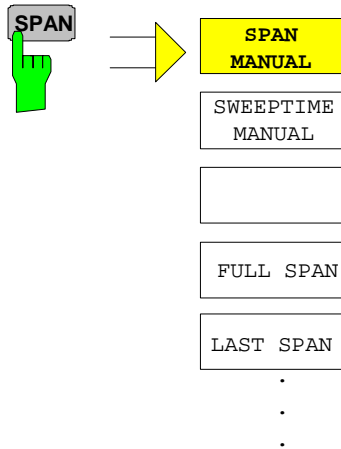 SPAN
SPAN
MANUAL
SWEEPTIME
MANUAL
FULL SPAN
LAST SPAN
.
.
.